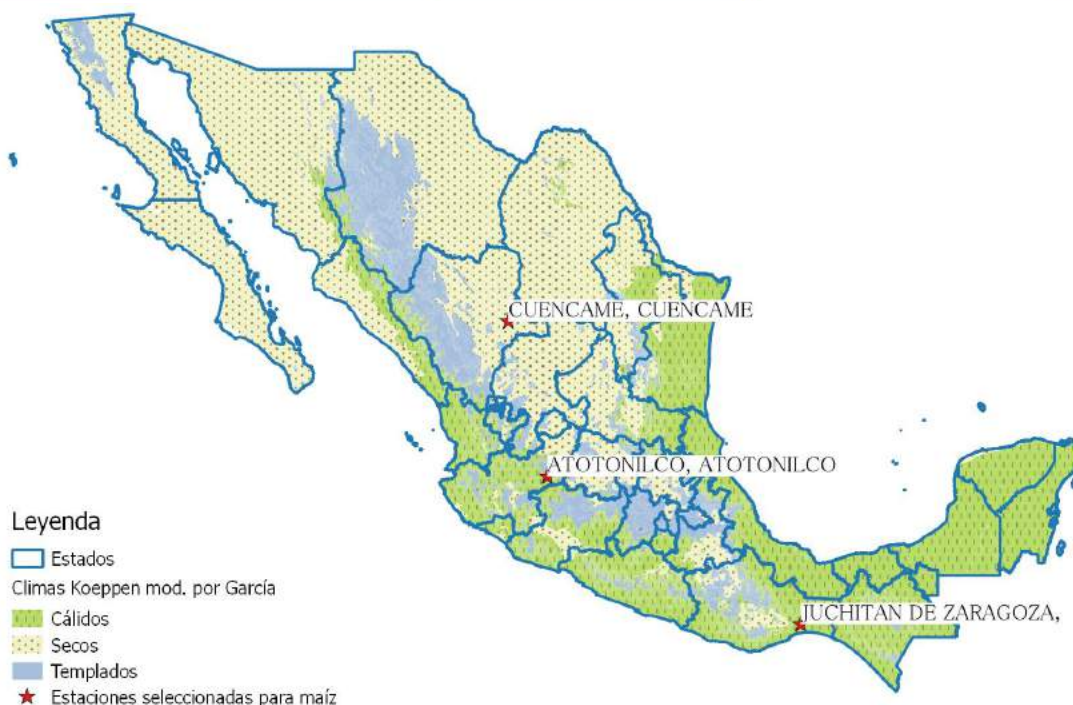 CUENCAME, CUENCAME
ATOTONILCO, ATOTONILCO
JUCHITAN DE ZARAGOZA,
Leyenda
Estados
Climas Koeppen mod. por García
Cálidos
Secos
Templados
Estaciones seleccionadas para maíz